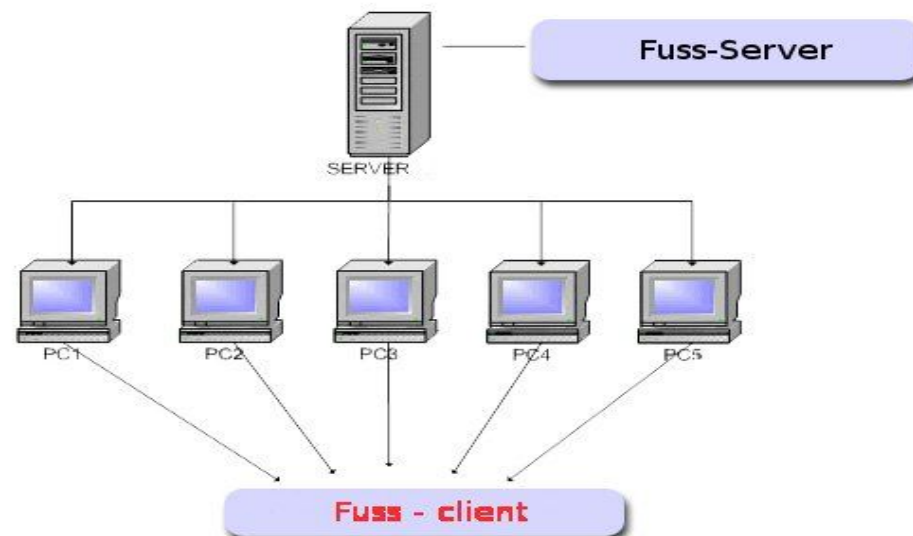 Fuss-Server
SERVER
PC1
PC2
PC3
PC4
PC5
Fuss - client